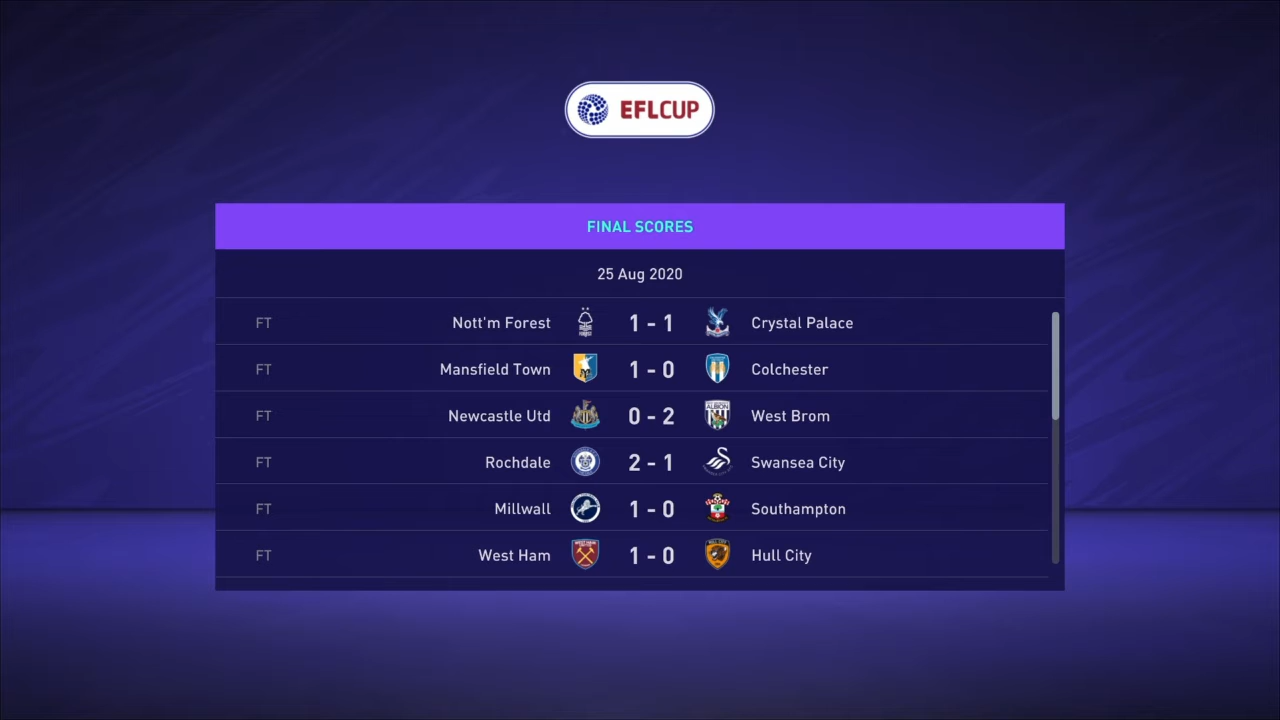 EFLCUP
FINAL SCORES
25 Aug 2020
FT Nott'm Forest 1 - 1 Crystal Palace
FT Mansfield Town 1 - 0 Colchester
FT Newcastle Utd 0 - 2 West Brom
FT Rochdale 2 - 1 Swansea City
FT Millwall 1 - 0 Southampton
FT West Ham 1 - 0 Hull City